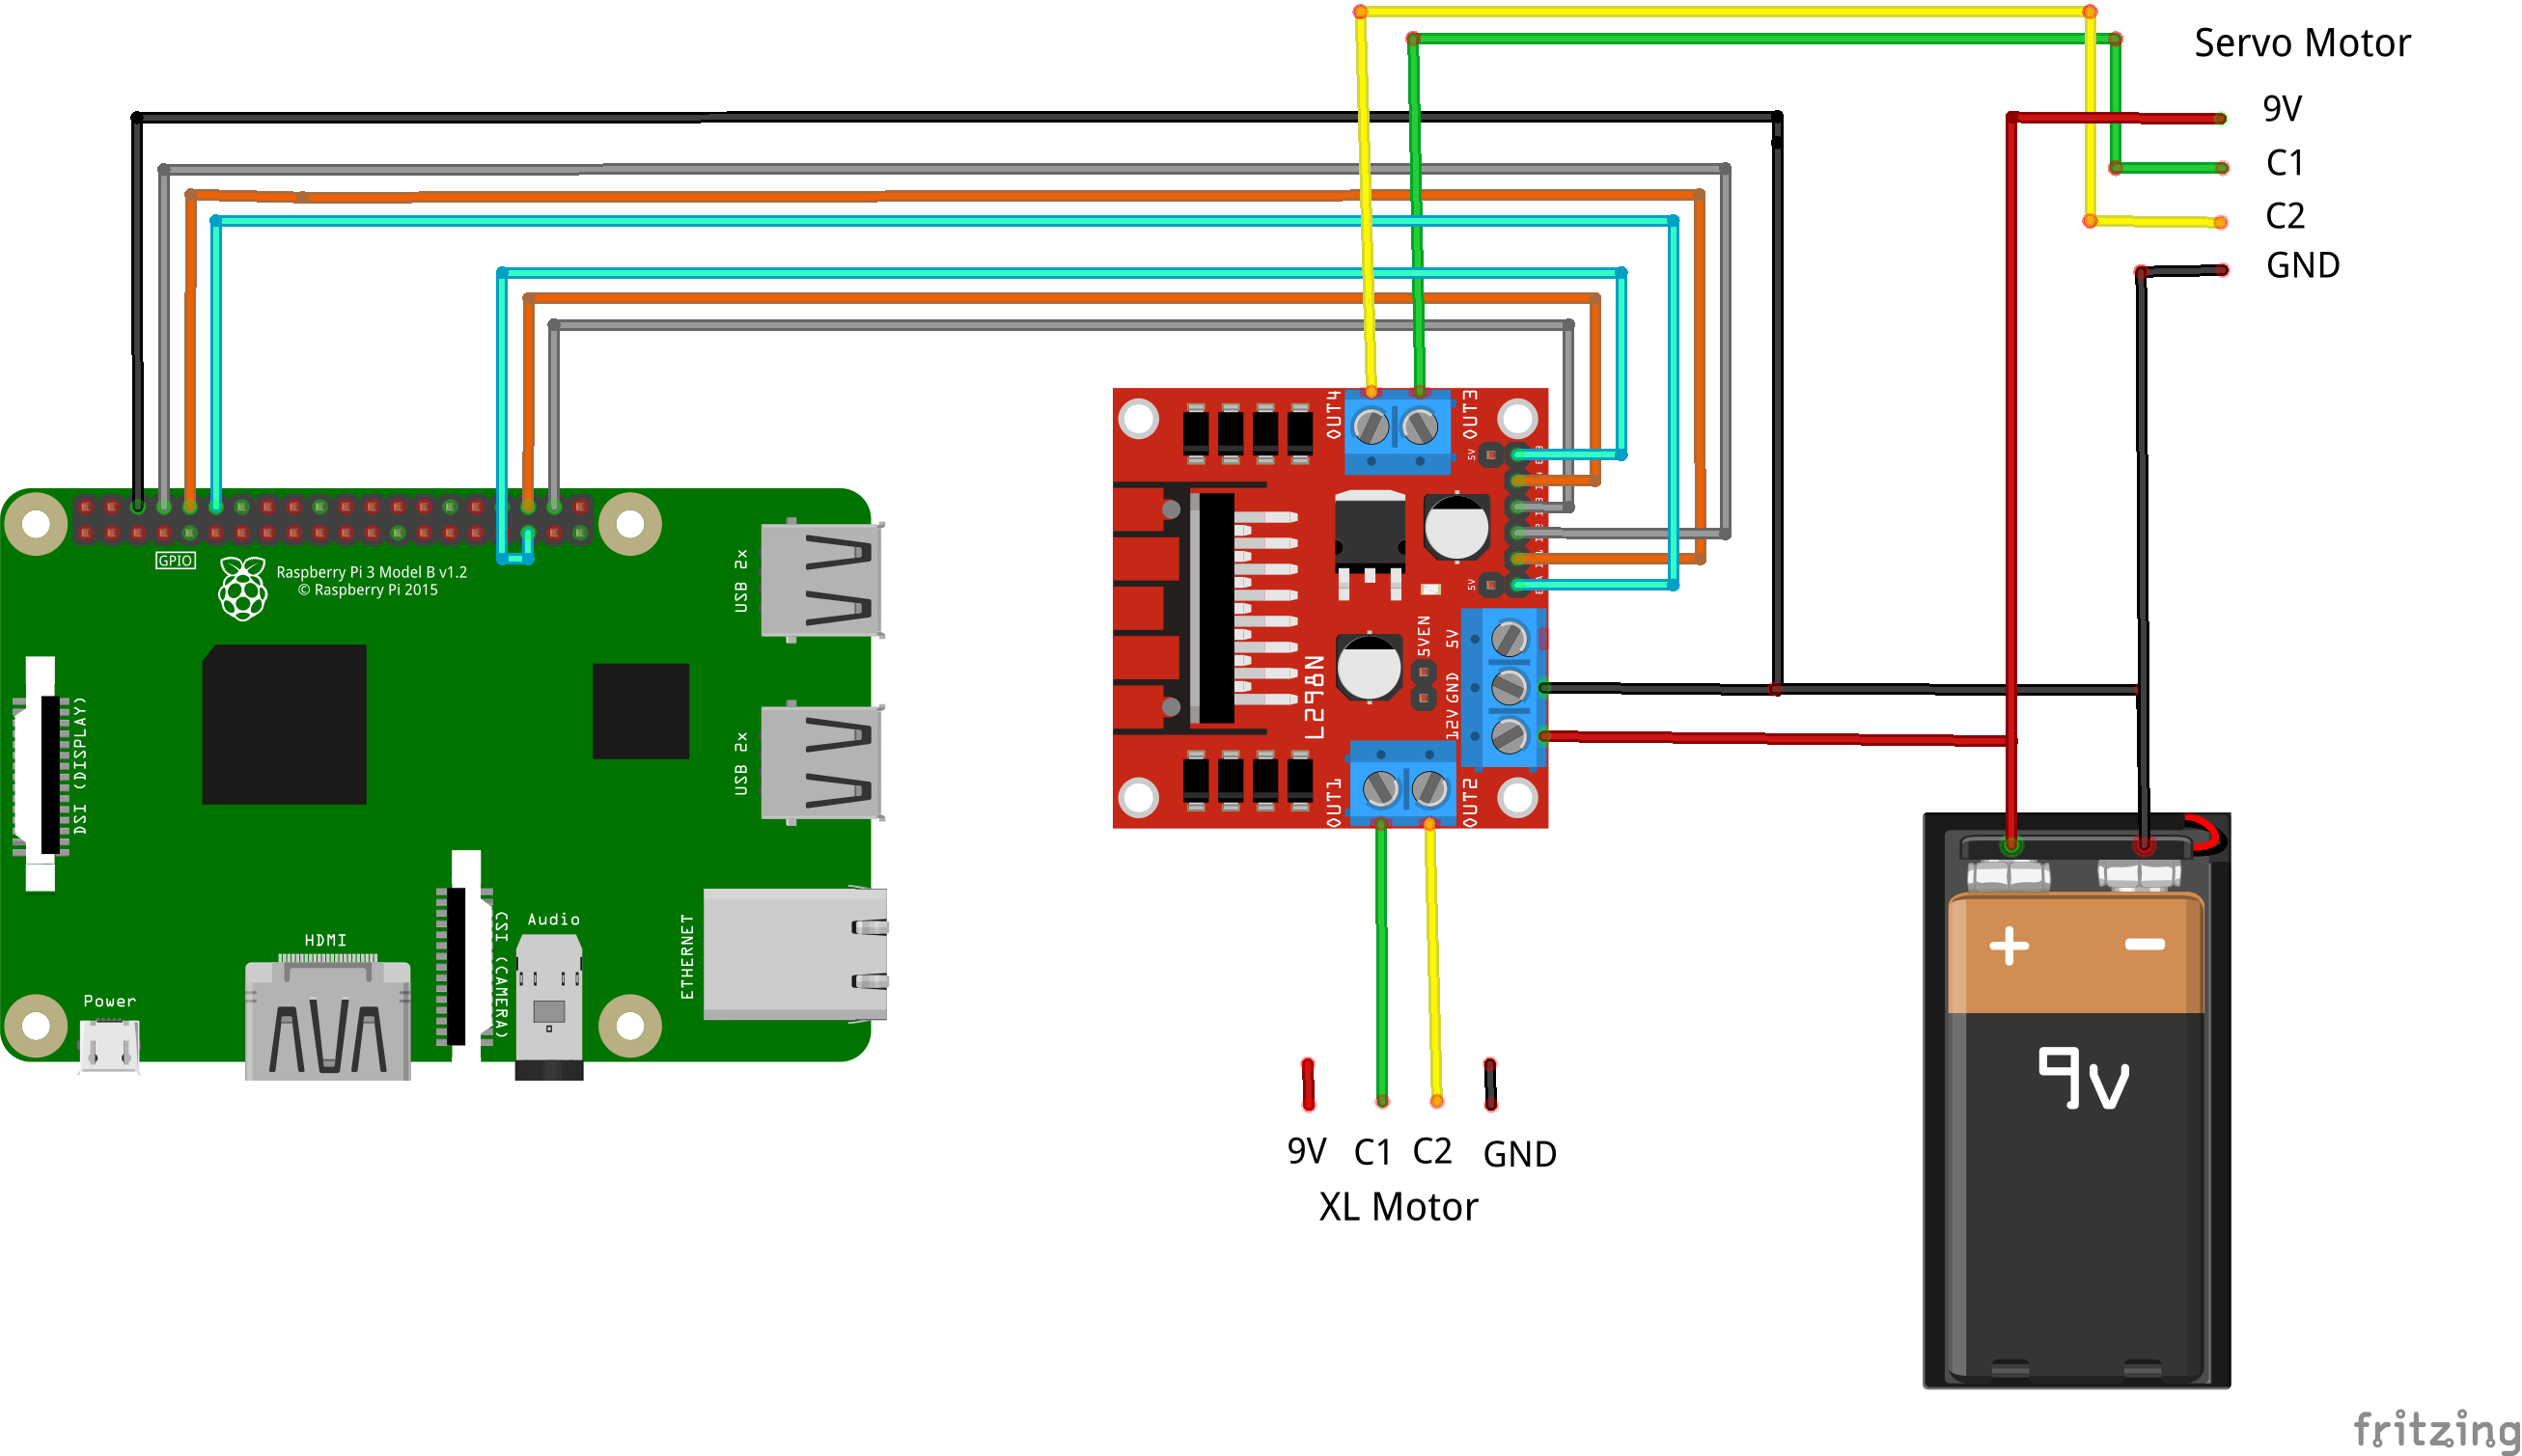 Servo Motor
9V
C1
C2
GND
OUT4
OUT3
5V
GPIO
Raspberry Pi 3 Model B v1.2
© Raspberry Pi 2015
USB 2x
5V
5VEN
5V
L298N
GND
12V
DSI (DISPLAY)
USB 2x
OUT1
OUT2
Audio
CSI (CAMERA)
ETHERNET
HDMI
Power
+
-
9V
9V
C1
C2
GND
XL Motor
fritzing